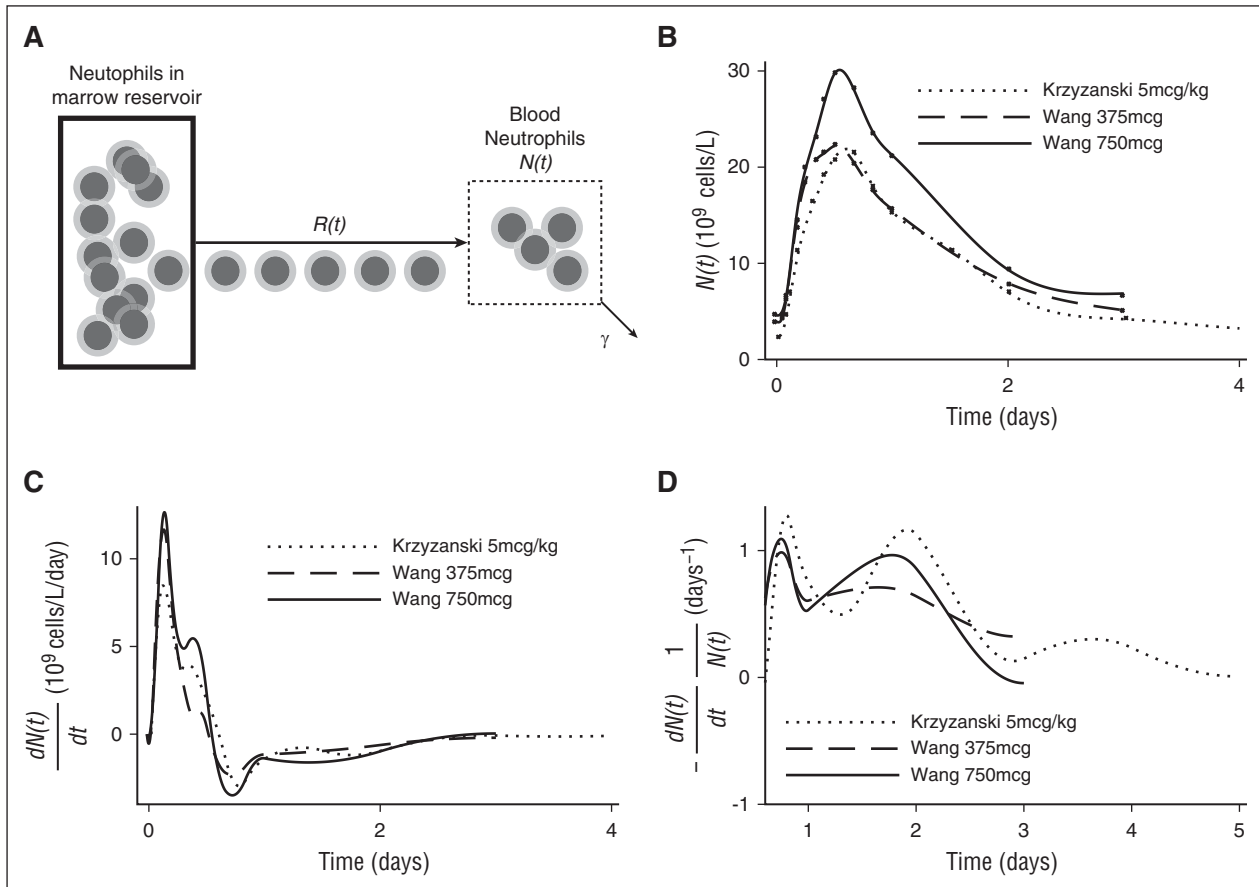 A
Neutophils in
marrow reservoir
R(t)
Blood
Neutrophils
N(t)
γ
B
N(t) (10⁹ cells/L)
30
20
10
0
Krzyzanski 5mcg/kg
Wang 375mcg
Wang 750mcg
0 2 4
Time (days)
C
dN(t)
dt
(10⁹ cells/L/day)
10
5
0
Krzyzanski 5mcg/kg
Wang 375mcg
Wang 750mcg
0 2 4
Time (days)
D
- dN(t) 1 (days⁻¹)
dt N(t)
1
0
-1
Krzyzanski 5mcg/kg
Wang 375mcg
Wang 750mcg
1 2 3 4 5
Time (days)